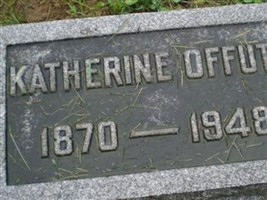 KATHERINE OFFUT
1870 — 1948